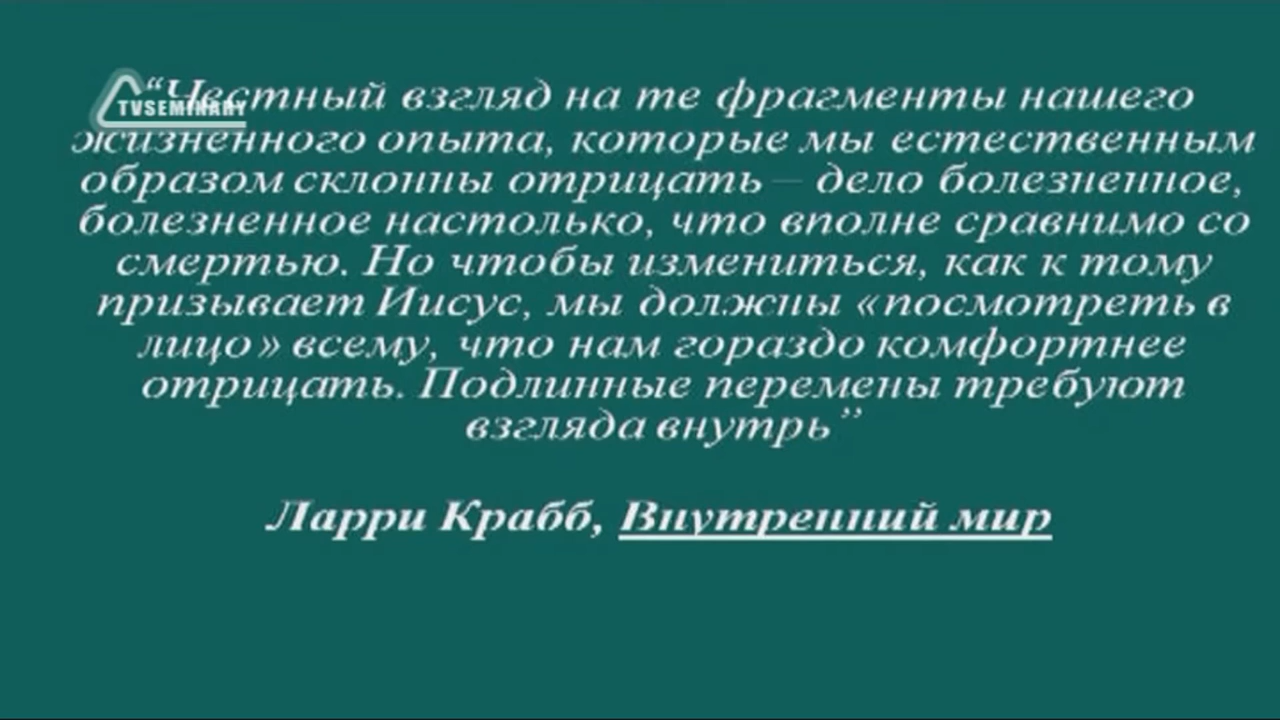 TVSEMINARY
“Честный взгляд на те фрагменты нашего
жизненного опыта, которые мы естественным
образом склонны отрицать – дело болезненное,
болезненное настолько, что вполне сравнимо со
смертью. Но чтобы измениться, как к тому
призывает Иисус, мы должны «посмотреть в
лицо» всему, что нам гораздо комфортнее
отрицать. Подлинные перемены требуют
взгляда внутрь”
Ларри Крабб, Внутренний мир